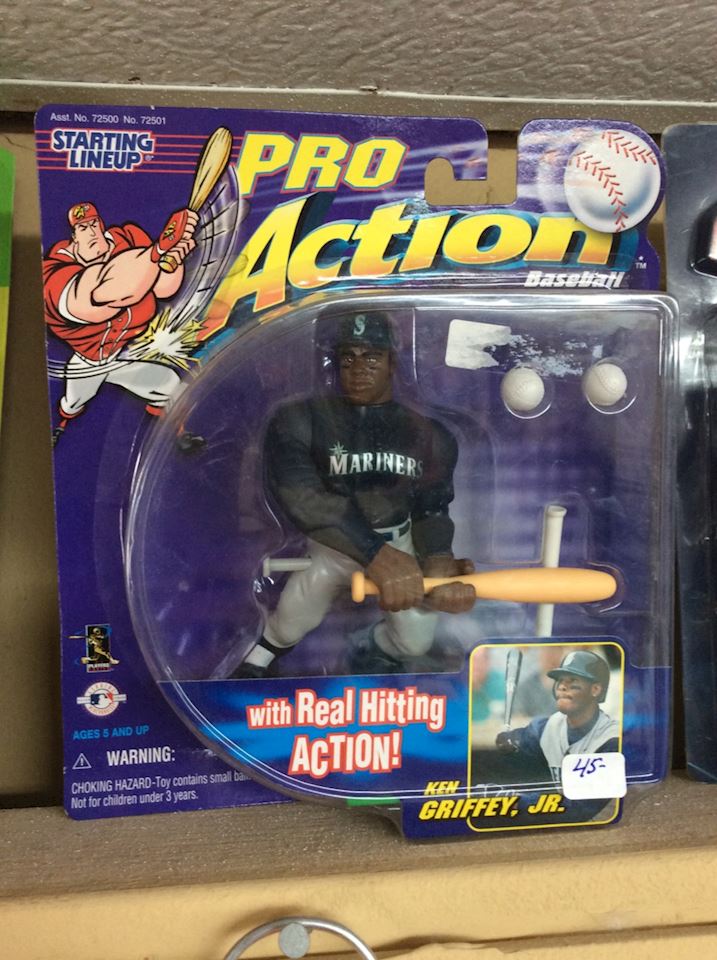 Asst. No. 72500 No. 72501
STARTING
LINEUP
PRO
Action
Baseball
TM
S
MARINERS
with Real Hitting
ACTION!
AGES 5 AND UP
WARNING:
CHOKING HAZARD-Toy contains small
Not for children under 3 years.
45-
KEN
GRIFFEY, JR.